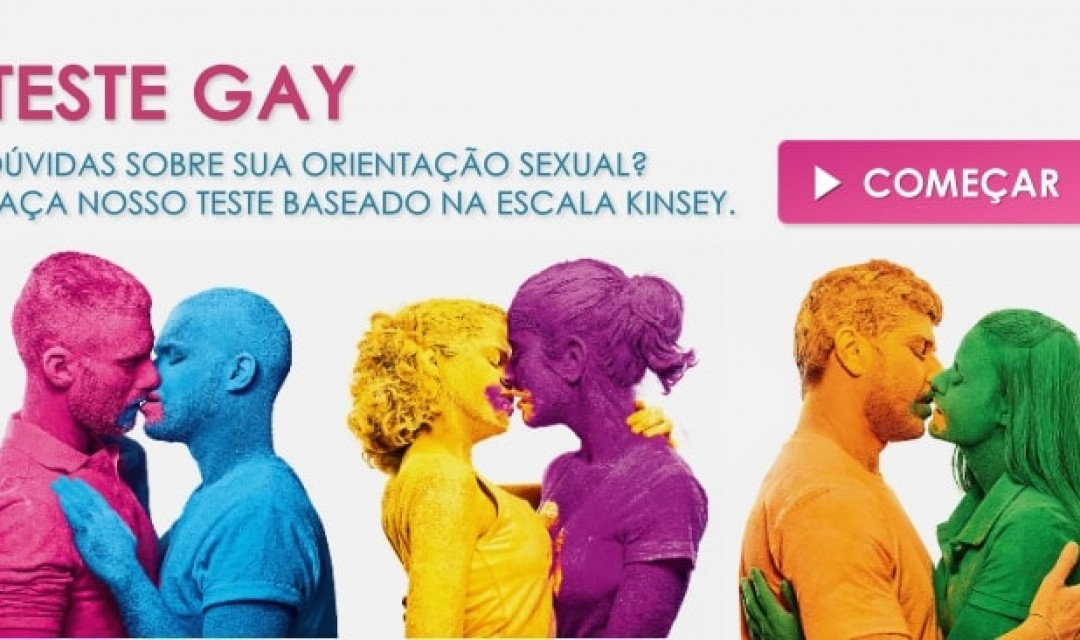 TESTE GAY
DÚVIDAS SOBRE SUA ORIENTAÇÃO SEXUAL?
AÇA NOSSO TESTE BASEADO NA ESCALA KINSEY.
COMEÇAR